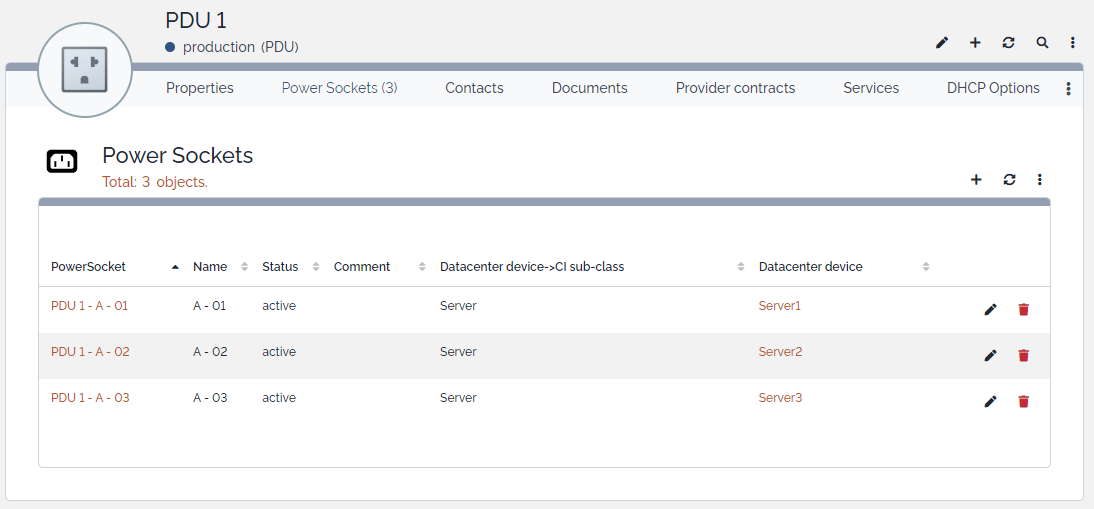 PDU 1
production (PDU)
Properties Power Sockets (3) Contacts Documents Provider contracts Services DHCP Options
Power Sockets
Total: 3 objects.
PowerSocket Name Status Comment Datacenter device->CI sub-class Datacenter device
PDU 1 - A - 01 A - 01 active Server Server1
PDU 1 - A - 02 A - 02 active Server Server2
PDU 1 - A - 03 A - 03 active Server Server3